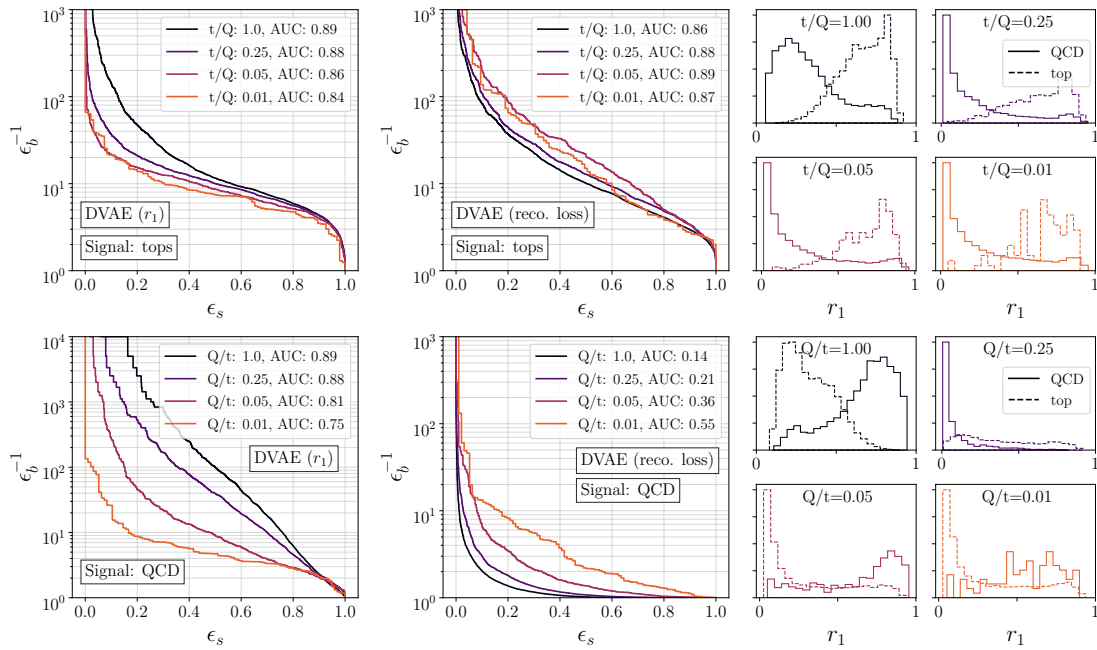 10³
10²
10¹
10⁰
ϵ_b⁻¹
t/Q: 1.0, AUC: 0.89
t/Q: 0.25, AUC: 0.88
t/Q: 0.05, AUC: 0.86
t/Q: 0.01, AUC: 0.84
DVAE (r₁)
Signal: tops
0.0 0.2 0.4 0.6 0.8 1.0
ϵ_s
10³
10²
10¹
10⁰
ϵ_b⁻¹
t/Q: 1.0, AUC: 0.86
t/Q: 0.25, AUC: 0.88
t/Q: 0.05, AUC: 0.89
t/Q: 0.01, AUC: 0.87
DVAE (reco. loss)
Signal: tops
0.0 0.2 0.4 0.6 0.8 1.0
ϵ_s
t/Q=1.00
QCD
top
0 1
t/Q=0.25
0 1
t/Q=0.05
0 1
r₁
t/Q=0.01
0 1
r₁
10⁴
10³
10²
10¹
10⁰
ϵ_b⁻¹
Q/t: 1.0, AUC: 0.89
Q/t: 0.25, AUC: 0.88
Q/t: 0.05, AUC: 0.81
Q/t: 0.01, AUC: 0.75
DVAE (r₁)
Signal: QCD
0.0 0.2 0.4 0.6 0.8 1.0
ϵ_s
10³
10²
10¹
10⁰
ϵ_b⁻¹
Q/t: 1.0, AUC: 0.14
Q/t: 0.25, AUC: 0.21
Q/t: 0.05, AUC: 0.36
Q/t: 0.01, AUC: 0.55
DVAE (reco. loss)
Signal: QCD
0.0 0.2 0.4 0.6 0.8 1.0
ϵ_s
Q/t=1.00
0 1
Q/t=0.25
QCD
top
0 1
Q/t=0.05
0 1
r₁
Q/t=0.01
0 1
r₁